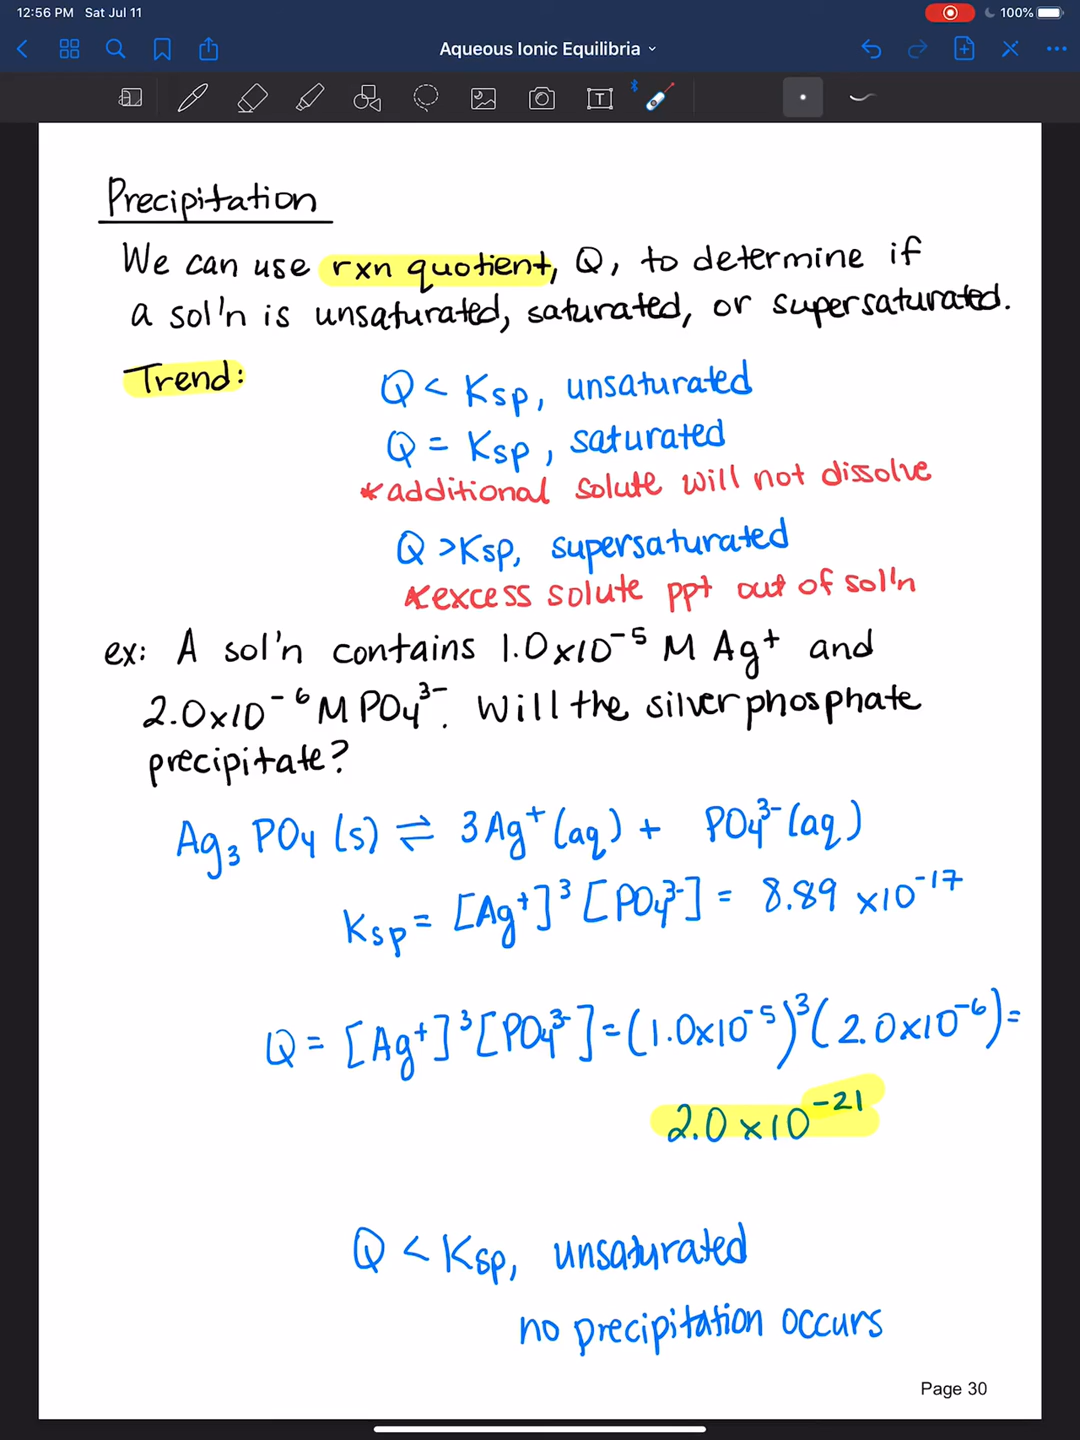 12:56 PM Sat Jul 11
100%
Aqueous Ionic Equilibria
T
Precipitation
We can use rxn quotient, Q, to determine if
a sol'n is unsaturated, saturated, or supersaturated.
Trend:
Q < Ksp, unsaturated
Q = Ksp, saturated
*additional solute will not dissolve
Q > Ksp, supersaturated
*excess solute ppt out of sol'n
ex: A sol'n contains 1.0x10⁻⁵ M Ag⁺ and
2.0x10⁻⁶ M PO₄³⁻. Will the silver phosphate
precipitate?
Ag₃PO₄(s) ⇌ 3Ag⁺(aq) + PO₄³⁻(aq)
Ksp = [Ag⁺]³[PO₄³⁻] = 8.89 x10⁻¹⁷
Q = [Ag⁺]³[PO₄³⁻] = (1.0x10⁻⁵)³(2.0x10⁻⁶) =
2.0 x10⁻²¹
Q < Ksp, unsaturated
no precipitation occurs
Page 30